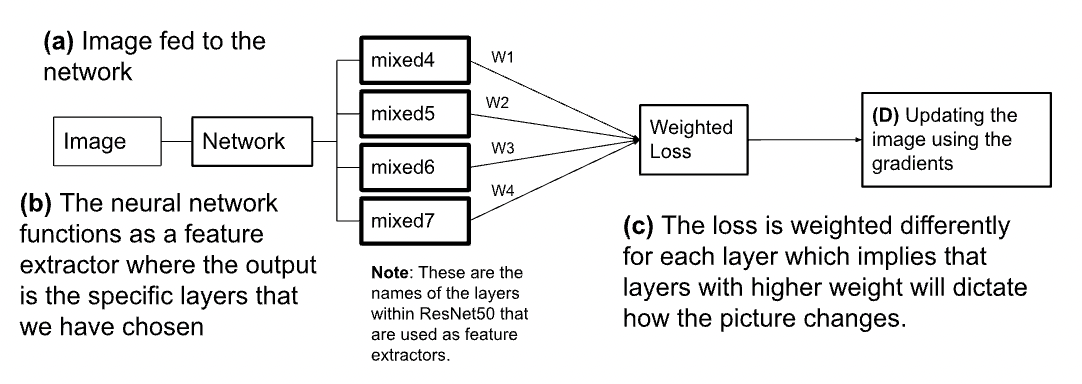 (a) Image fed to the
network
Image
Network
mixed4
mixed5
mixed6
mixed7
W1
W2
W3
W4
Weighted
Loss
(D) Updating the
image using the
gradients
(b) The neural network
functions as a feature
extractor where the output
is the specific layers that
we have chosen
Note: These are the
names of the layers
within ResNet50 that
are used as feature
extractors.
(c) The loss is weighted differently
for each layer which implies that
layers with higher weight will dictate
how the picture changes.